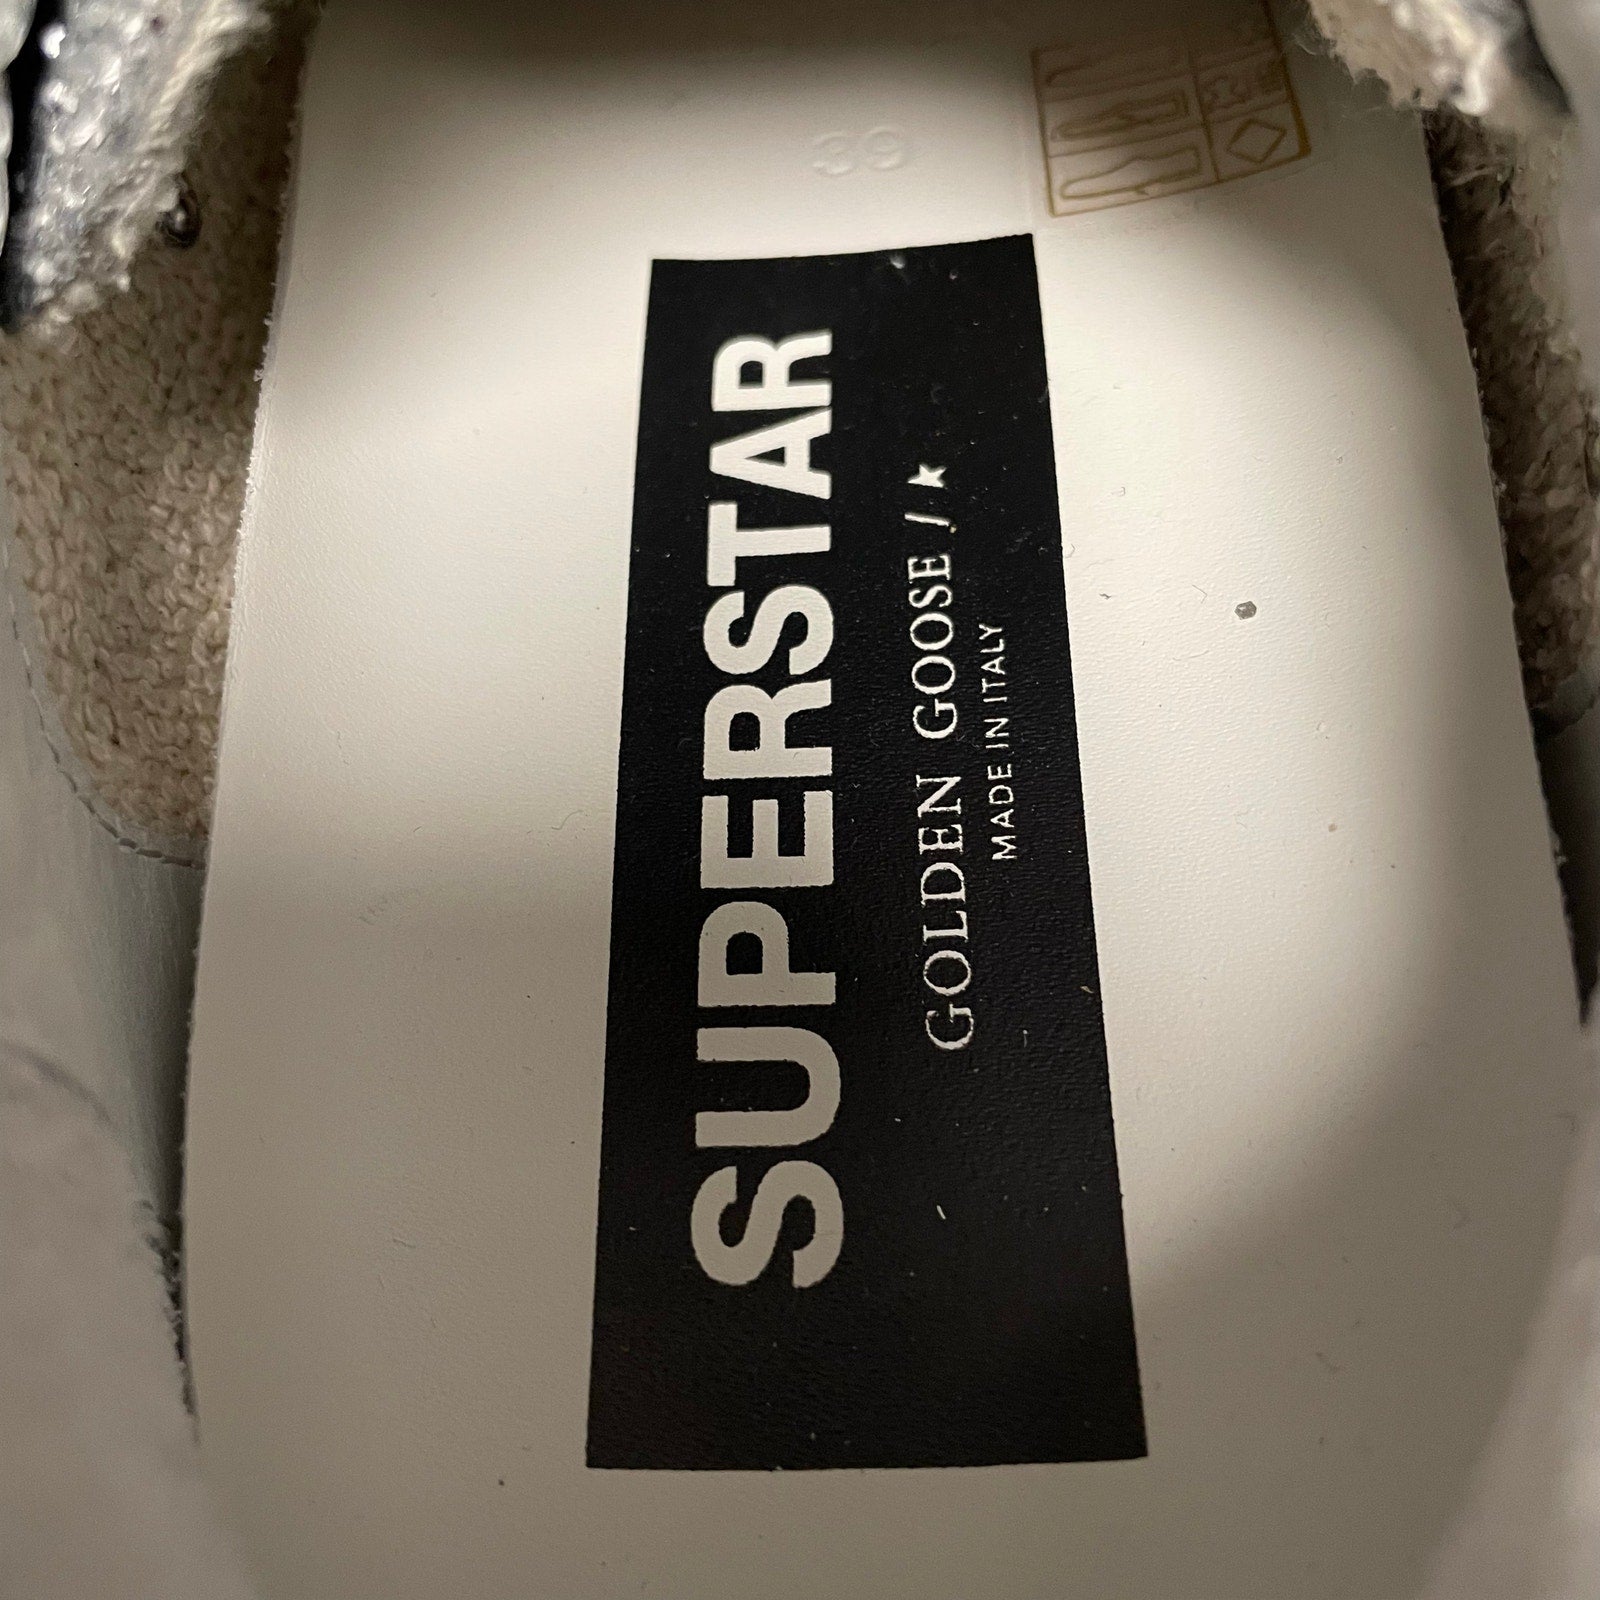 39
SUPERSTAR
GOLDEN GOOSE / ★
MADE IN ITALY